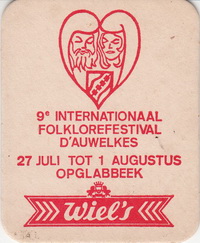 9e INTERNATIONAAL
FOLKLOREFESTIVAL
D'AUWELKES
27 JULI TOT 1 AUGUSTUS
OPGLABBEEK
Wiel's